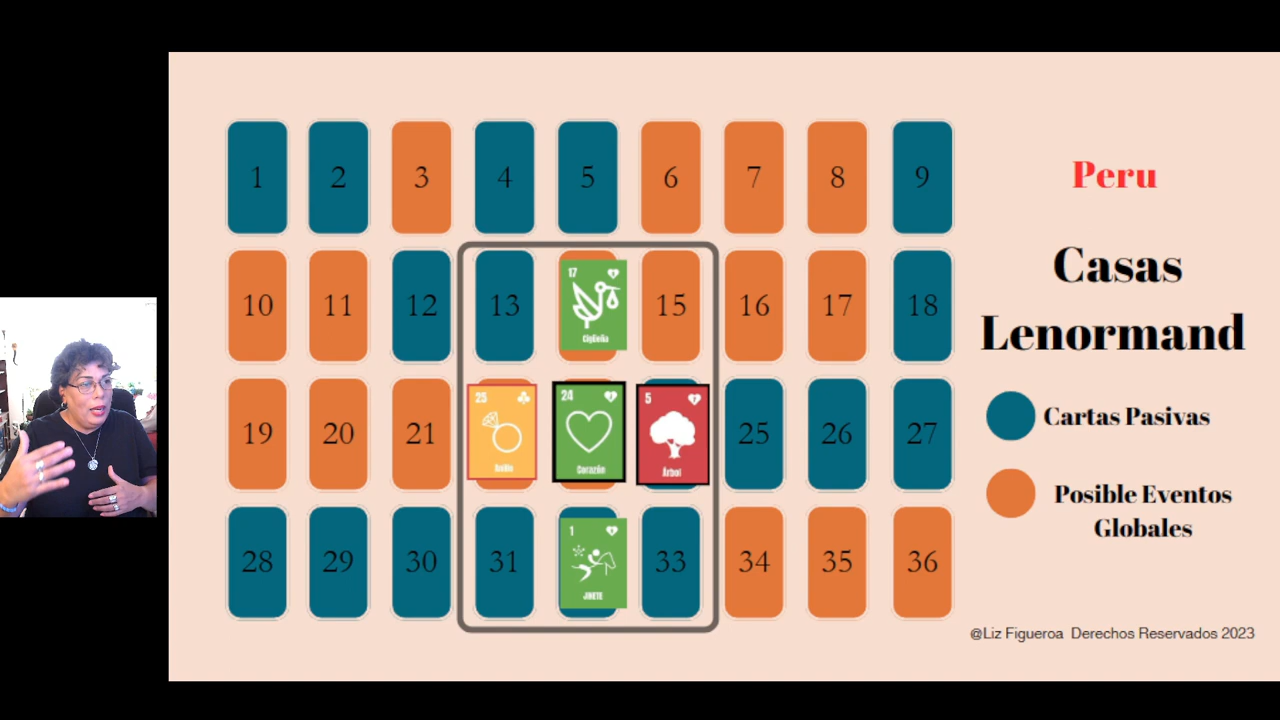 1 2 3 4 5 6 7 8 9
Peru
Casas
Lenormand
10 11 12 13 17 15 16 17 18
Cigüeña
19 20 21 25 24 5 25 26 27
Anillo Corazón Árbol
Cartas Pasivas
Posible Eventos
Globales
28 29 30 31 1 33 34 35 36
JINETE
@Liz Figueroa Derechos Reservados 2023